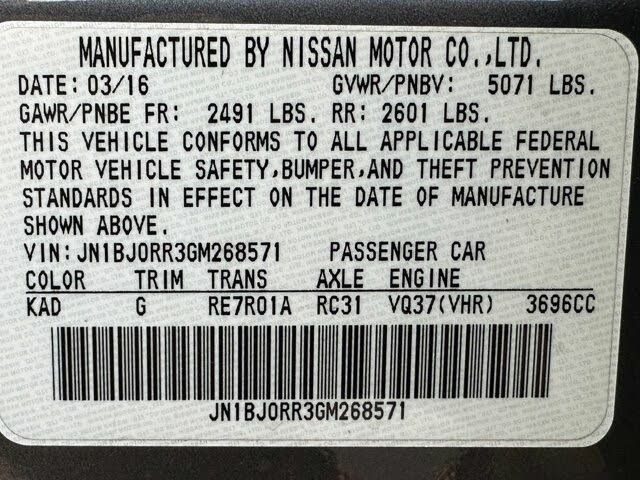 MANUFACTURED BY NISSAN MOTOR CO.,LTD.
DATE: 03/16 GVWR/PNBV: 5071 LBS.
GAWR/PNBE FR: 2491 LBS. RR: 2601 LBS.
THIS VEHICLE CONFORMS TO ALL APPLICABLE FEDERAL
MOTOR VEHICLE SAFETY,BUMPER,AND THEFT PREVENTION
STANDARDS IN EFFECT ON THE DATE OF MANUFACTURE
SHOWN ABOVE.
VIN: JN1BJ0RR3GM268571 PASSENGER CAR
COLOR TRIM TRANS AXLE ENGINE
KAD G RE7R01A RC31 VQ37(VHR) 3696CC
JN1BJ0RR3GM268571